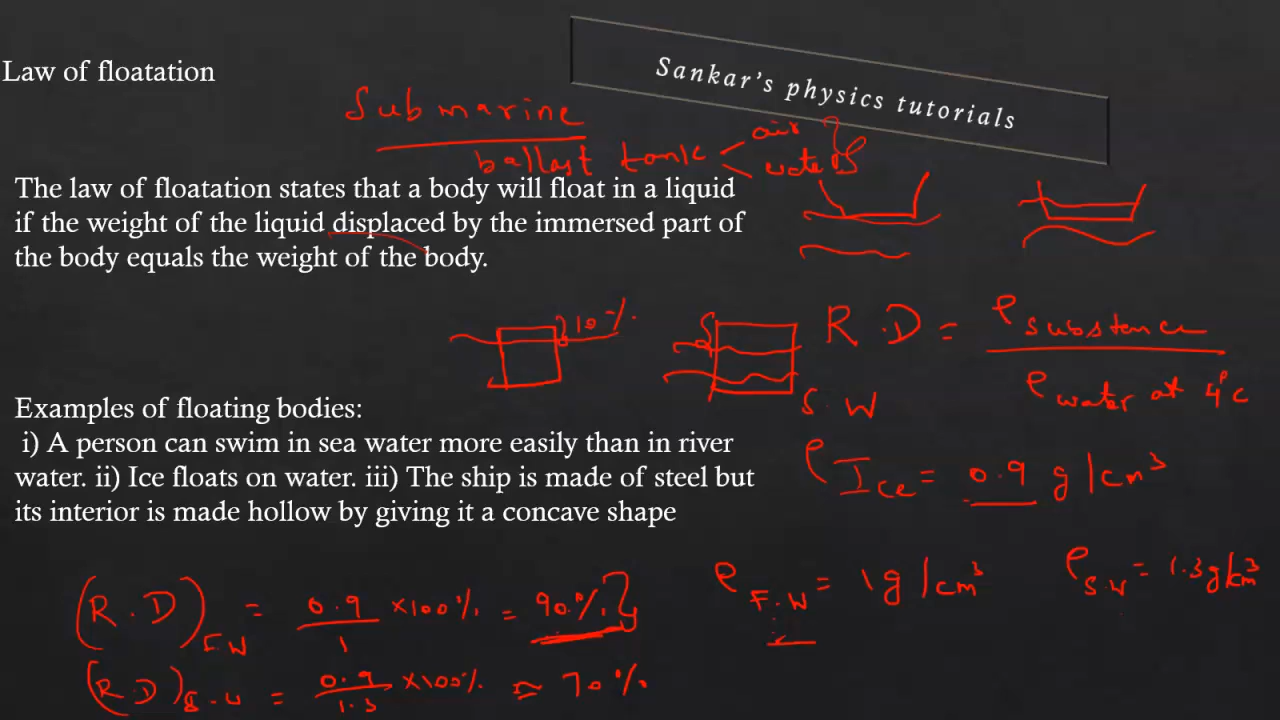 Law of floatation
Sankar's physics tutorials
Submarine
ballast tank < air
water
The law of floatation states that a body will float in a liquid
if the weight of the liquid displaced by the immersed part of
the body equals the weight of the body.
10%
R.D = ρ substance
ρ water at 4°c
S.W
Examples of floating bodies:
i) A person can swim in sea water more easily than in river
water. ii) Ice floats on water. iii) The ship is made of steel but
its interior is made hollow by giving it a concave shape
ρ Ice = 0.9 g/cm³
ρ F.W = 1g/cm³
ρ S.W = 1.3g/cm³
(R.D) F.W = 0.9/1 ×100% = 90%
(R.D) S.W = 0.9/1.3 ×100% ≈ 70%